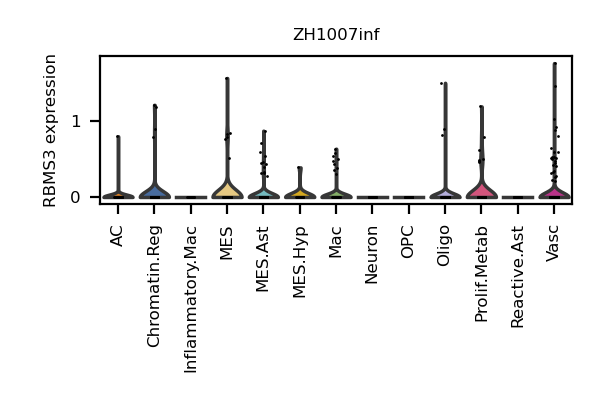 ZH1007inf
RBMS3 expression
1
0
AC
Chromatin.Reg
Inflammatory.Mac
MES
MES.Ast
MES.Hyp
Mac
Neuron
OPC
Oligo
Prolif.Metab
Reactive.Ast
Vasc